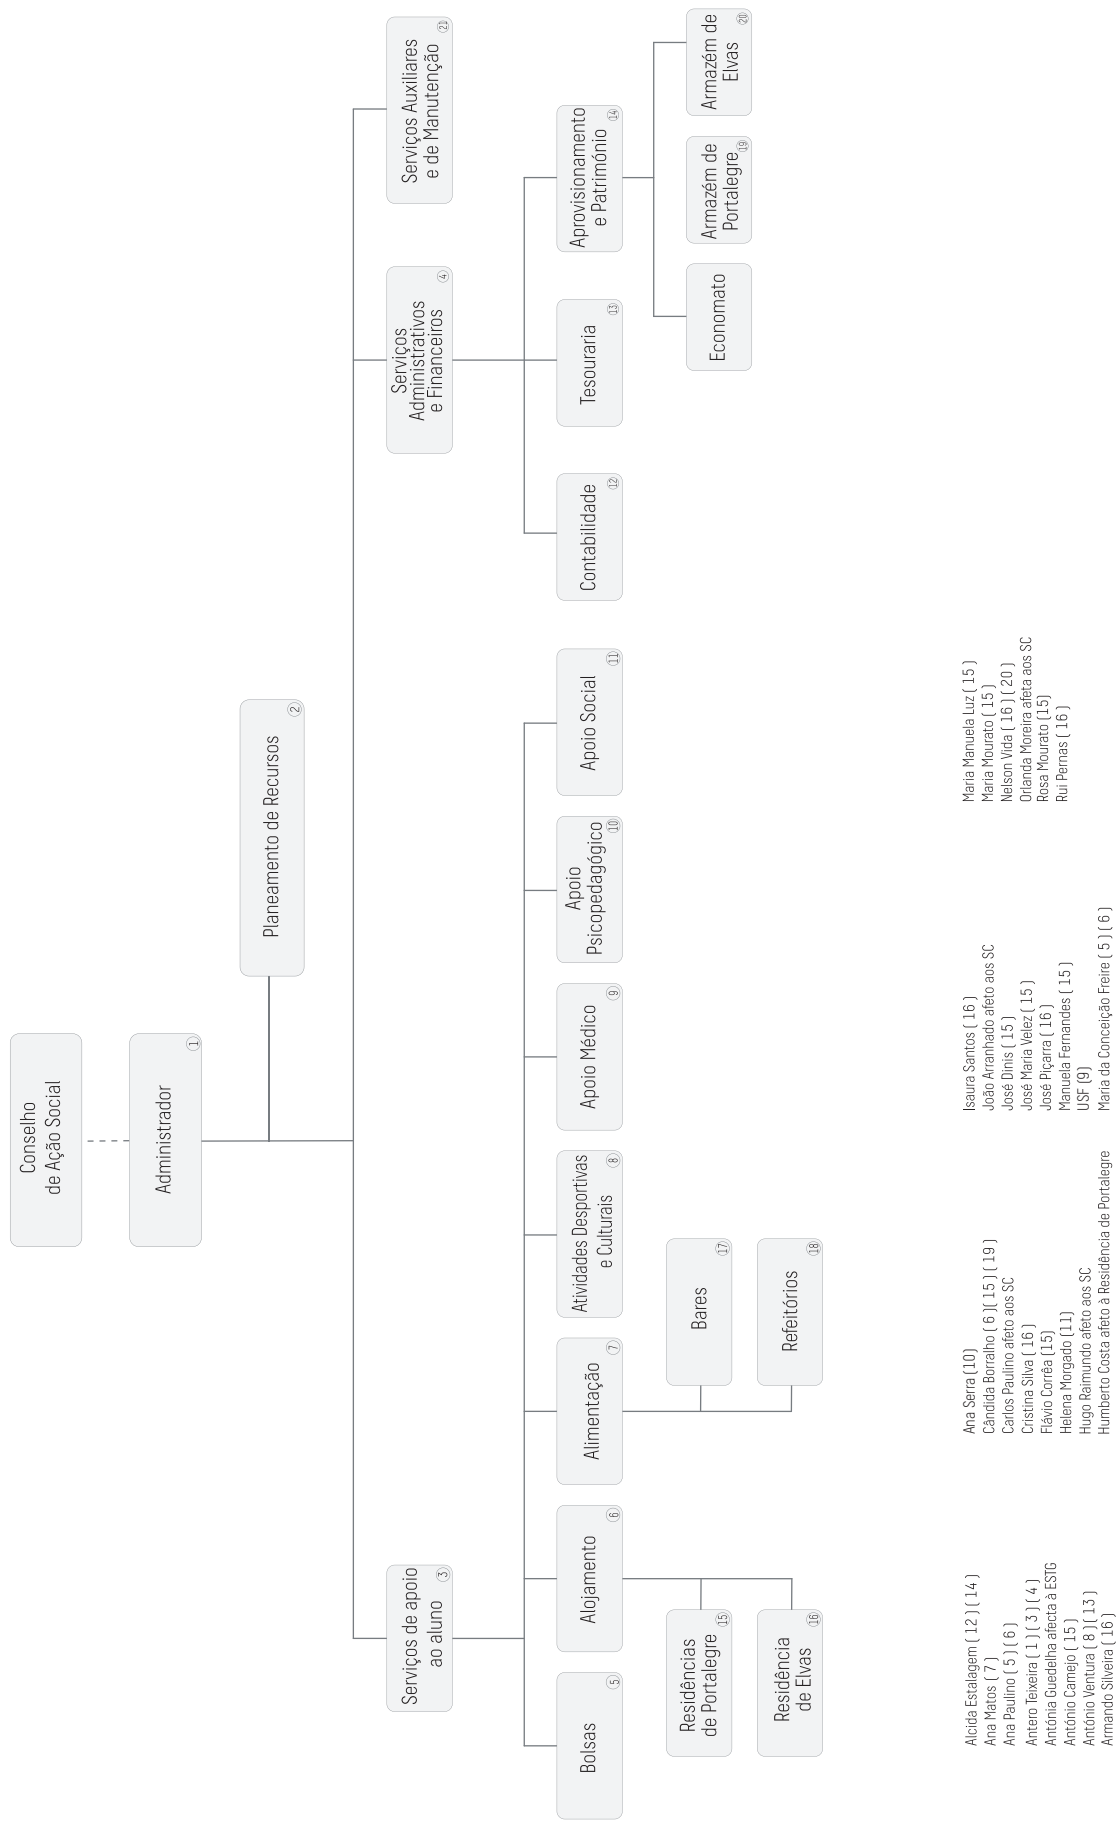 Conselho
de Ação Social
Administrador
1
Planeamento de Recursos
2
Serviços de apoio
ao aluno
3
Serviços
Administrativos
e Financeiros
4
Serviços Auxiliares
e de Manutenção
21
Bolsas
5
Alojamento
6
Alimentação
7
Atividades Desportivas
e Culturais
8
Apoio Médico
9
Apoio
Psicopedagógico
10
Apoio Social
11
Contabilidade
12
Tesouraria
13
Aprovisionamento
e Património
14
Residências
de Portalegre
15
Residência
de Elvas
16
Bares
17
Refeitórios
18
Economato
Armazém de
Portalegre
19
Armazém de
Elvas
20
Alcida Estalagem ( 12 ) ( 14 )
Ana Matos ( 7 )
Ana Paulino ( 5 ) ( 6 )
Antero Teixeira ( 1 ) ( 3 ) ( 4 )
Antónia Guedelha afecta à ESTG
António Camejo ( 15 )
António Ventura ( 8 ) ( 13 )
Armando Silveira ( 16 )
Ana Serra (10)
Cândida Borralho ( 6 )( 15 ) ( 19 )
Carlos Paulino afeto aos SC
Cristina Silva ( 16 )
Flávio Corrêa (15)
Helena Morgado (11)
Hugo Raimundo afeto aos SC
Humberto Costa afeto à Residência de Portalegre
Isaura Santos ( 16 )
João Arranhado afeto aos SC
José Dinis ( 15 )
José Maria Velez ( 15 )
José Piçarra ( 16 )
Manuela Fernandes ( 15 )
USF (9)
Maria da Conceição Freire ( 5 ) ( 6 )
Maria Manuela Luz ( 15 )
Maria Mourato ( 15 )
Nelson Vida ( 16 ) ( 20 )
Orlanda Moreira afeta aos SC
Rosa Mourato (15)
Rui Pernas ( 16 )